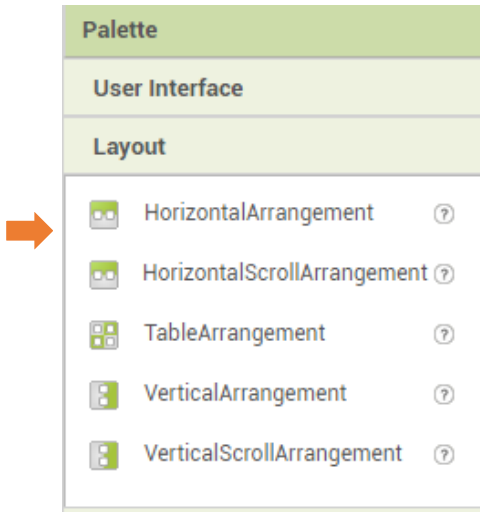 Palette
User Interface
Layout
HorizontalArrangement ?
HorizontalScrollArrangement ?
TableArrangement ?
VerticalArrangement ?
VerticalScrollArrangement ?